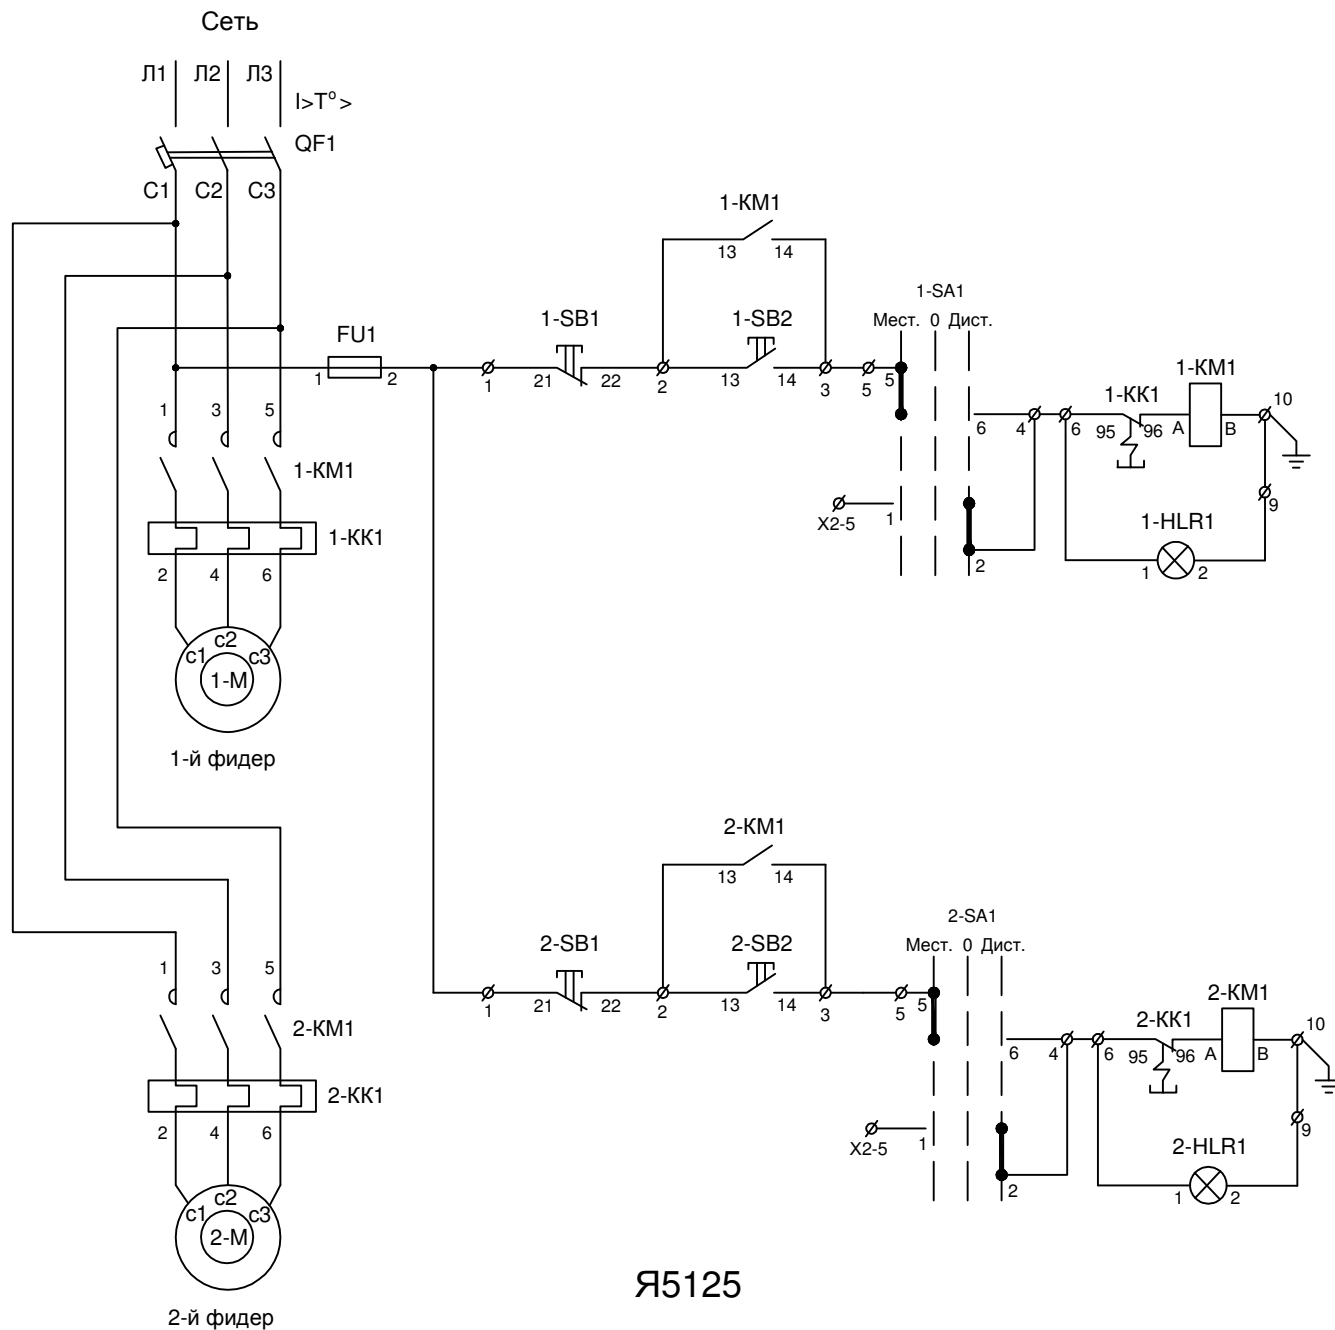 Сеть
Л1 Л2 Л3
I>T°>
QF1
C1 C2 C3
1-KM1
13 14
1-SA1
Мест. 0 Дист.
FU1
1-SB1
1-SB2
1 2
1
21 22
2
13 14
3
5
5
1-KK1
1-KM1
10
1 3 5
6
4
6
95 96
A B
1-KM1
X2-5
1
9
1-KK1
1-HLR1
2 4 6
2
1 2
c1 c2 c3
1-M
1-й фидер
2-KM1
13 14
2-SA1
Мест. 0 Дист.
2-SB1
2-SB2
1 3 5
1
21 22
2
13 14
3
5
5
2-KK1
2-KM1
10
2-KM1
6
4
6
95 96
A B
2-KK1
X2-5
1
9
2 4 6
2-HLR1
2
1 2
c1 c2 c3
2-M
Я5125
2-й фидер